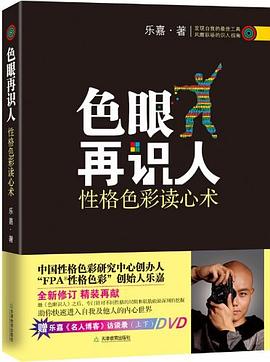 乐嘉·著
发现自我的最佳工具
风靡职场的识人指南
色眼
再识人
性格色彩读心术
色眼再识人
性格色彩读心术
乐嘉·著
中国性格色彩研究中心创办人
“FPA®性格色彩”创始人乐嘉
全新修订 精装再献
助你快速进入自我及他人的内心世界
赠乐嘉《名人博客》访谈录(上下)DVD
天津教育出版社